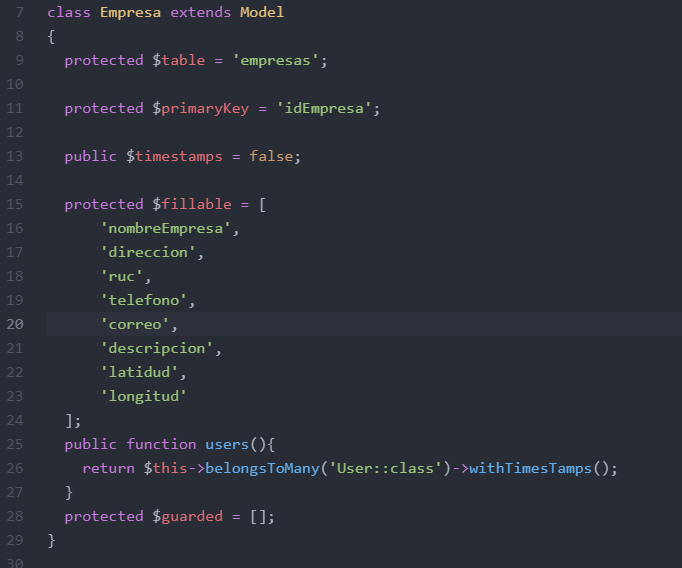 7 class Empresa extends Model
8 {
9 protected $table = 'empresas';
10
11 protected $primaryKey = 'idEmpresa';
12
13 public $timestamps = false;
14
15 protected $fillable = [
16 'nombreEmpresa',
17 'direccion',
18 'ruc',
19 'telefono',
20 'correo',
21 'descripcion',
22 'latidud',
23 'longitud'
24 ];
25 public function users(){
26 return $this->belongsToMany('User::class')->withTimesTamps();
27 }
28 protected $guarded = [];
29 }
30